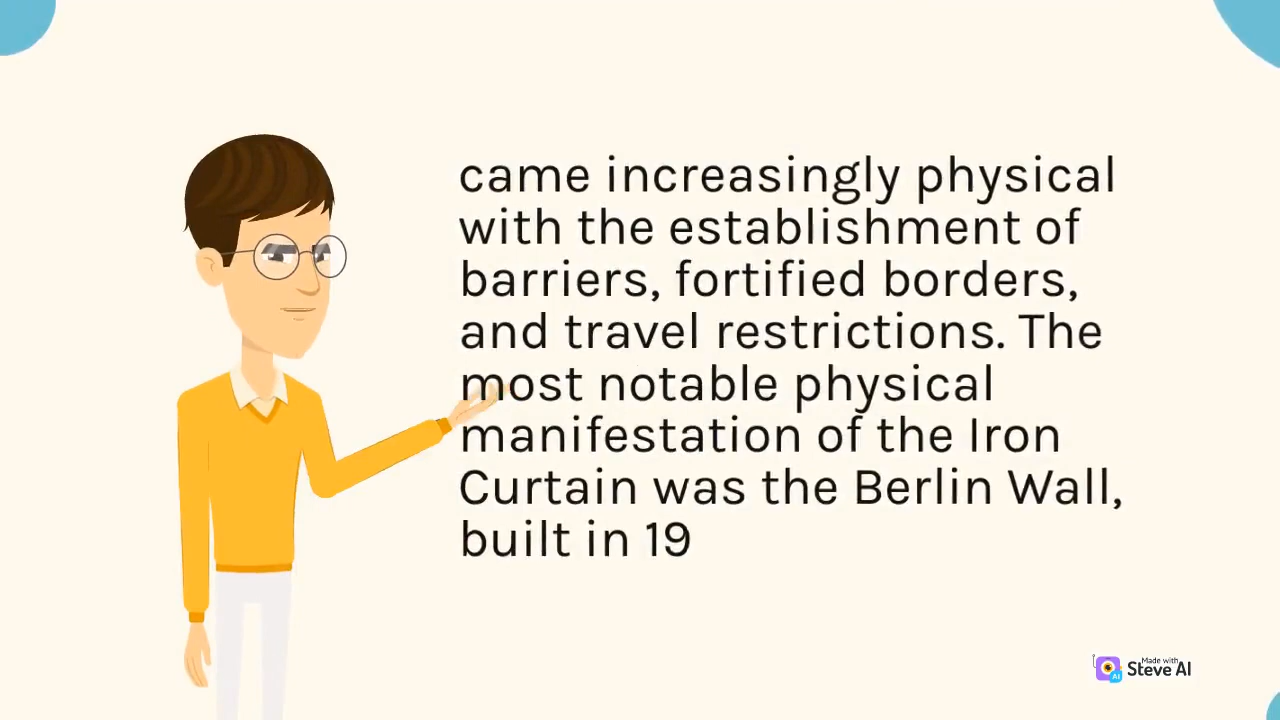 came increasingly physical
with the establishment of
barriers, fortified borders,
and travel restrictions. The
most notable physical
manifestation of the Iron
Curtain was the Berlin Wall,
built in 19
Made with
Steve AI
AI